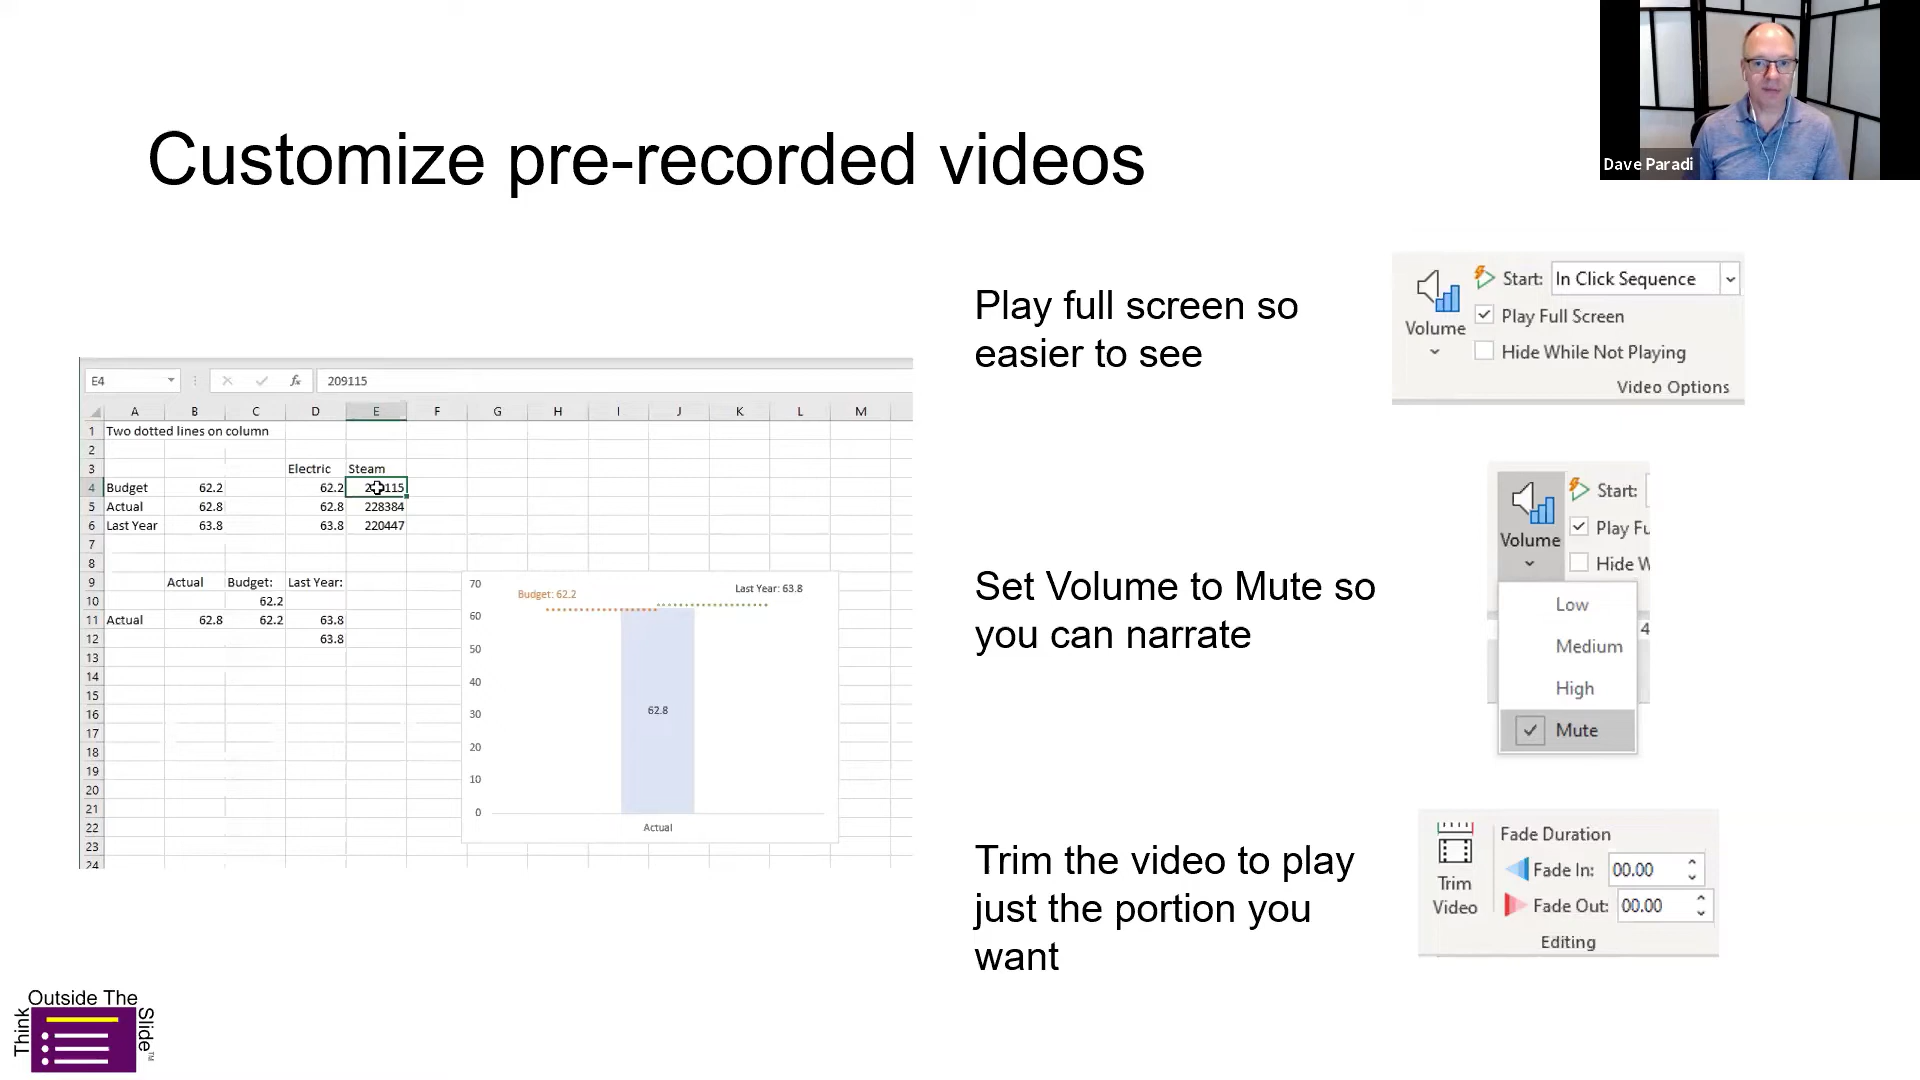 Customize pre-recorded videos
Dave Paradi
Play full screen so
easier to see
Start: In Click Sequence
Volume
Play Full Screen
Hide While Not Playing
Video Options
E4 fx 209115
A B C D E F G H I J K L M
1 Two dotted lines on column
2
3 Electric Steam
4 Budget 62.2 62.2
5 Actual 62.8 62.8 228384
6 Last Year 63.8 63.8 220447
7
8
9 Actual Budget: Last Year:
10 62.2
11 Actual 62.8 62.2 63.8
12 63.8
13
14
15
16
17
18
19
20
21
22
23
24
70
Budget: 62.2
Last Year: 63.8
60
50
40
30
20
10
0
62.8
Actual
Set Volume to Mute so
you can narrate
Start:
Volume
Play Fu
Hide W
Low
Medium
High
Mute
4
Trim the video to play
just the portion you
want
Trim
Video
Fade Duration
Fade In: 00.00
Fade Out: 00.00
Editing
Think
Outside The
Slide™